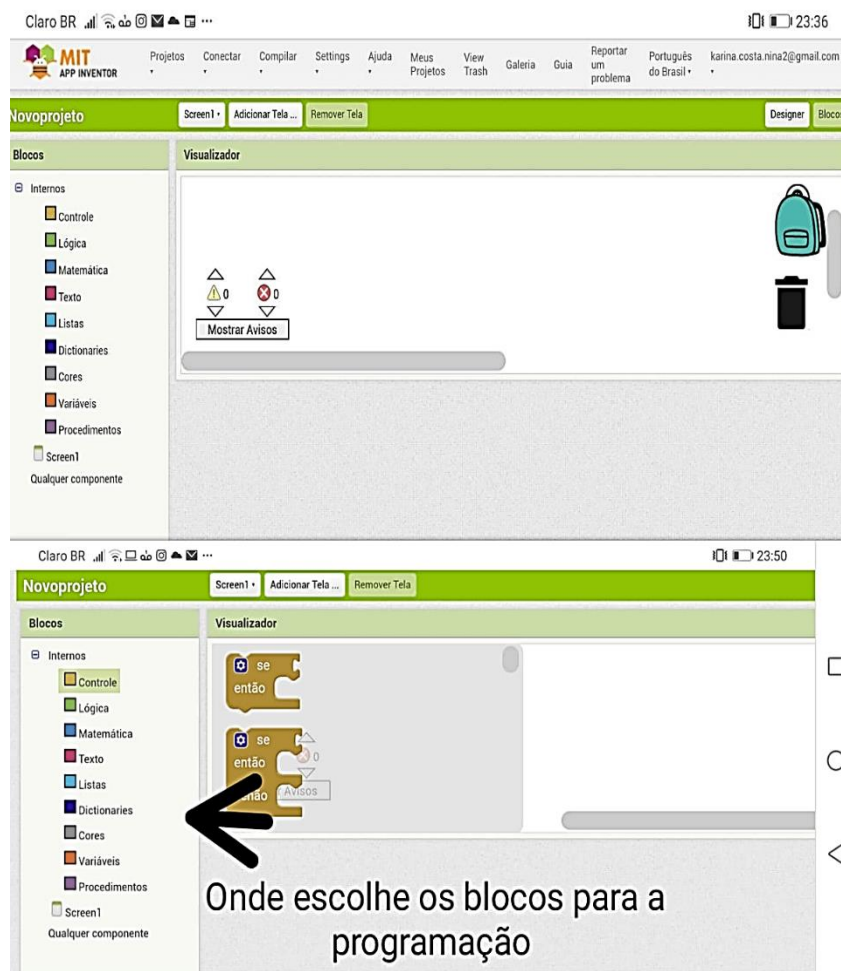 Claro BR
23:36
MIT
APP INVENTOR
Projetos
Conectar
Compilar
Settings
Ajuda
Meus
Projetos
View
Trash
Galeria
Guia
Reportar
um
problema
Português
do Brasil
karina.costa.nina2@gmail.com
Novoprojeto
Screen1
Adicionar Tela ...
Remover Tela
Designer
Blocos
Blocos
Visualizador
Internos
Controle
Lógica
Matemática
Texto
Listas
Dictionaries
Cores
Variáveis
Procedimentos
Screen1
Qualquer componente
0
0
Mostrar Avisos
Claro BR
23:50
Novoprojeto
Screen1
Adicionar Tela ...
Remover Tela
Blocos
Visualizador
Internos
Controle
Lógica
Matemática
Texto
Listas
Dictionaries
Cores
Variáveis
Procedimentos
Screen1
Qualquer componente
se
então
se
então
0
Avisos
Onde escolhe os blocos para a
programação